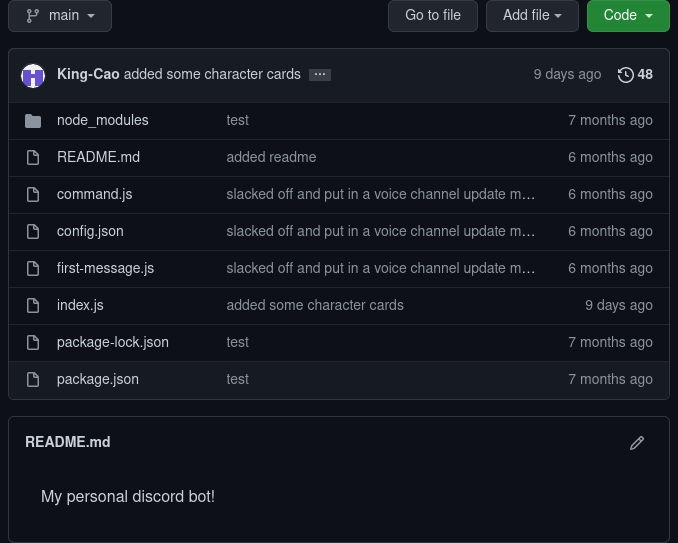 main Go to file Add file Code
King-Cao added some character cards ... 9 days ago 48
node_modules test 7 months ago
README.md added readme 6 months ago
command.js slacked off and put in a voice channel update m... 6 months ago
config.json slacked off and put in a voice channel update m... 6 months ago
first-message.js slacked off and put in a voice channel update m... 6 months ago
index.js added some character cards 9 days ago
package-lock.json test 7 months ago
package.json test 7 months ago
README.md
My personal discord bot!